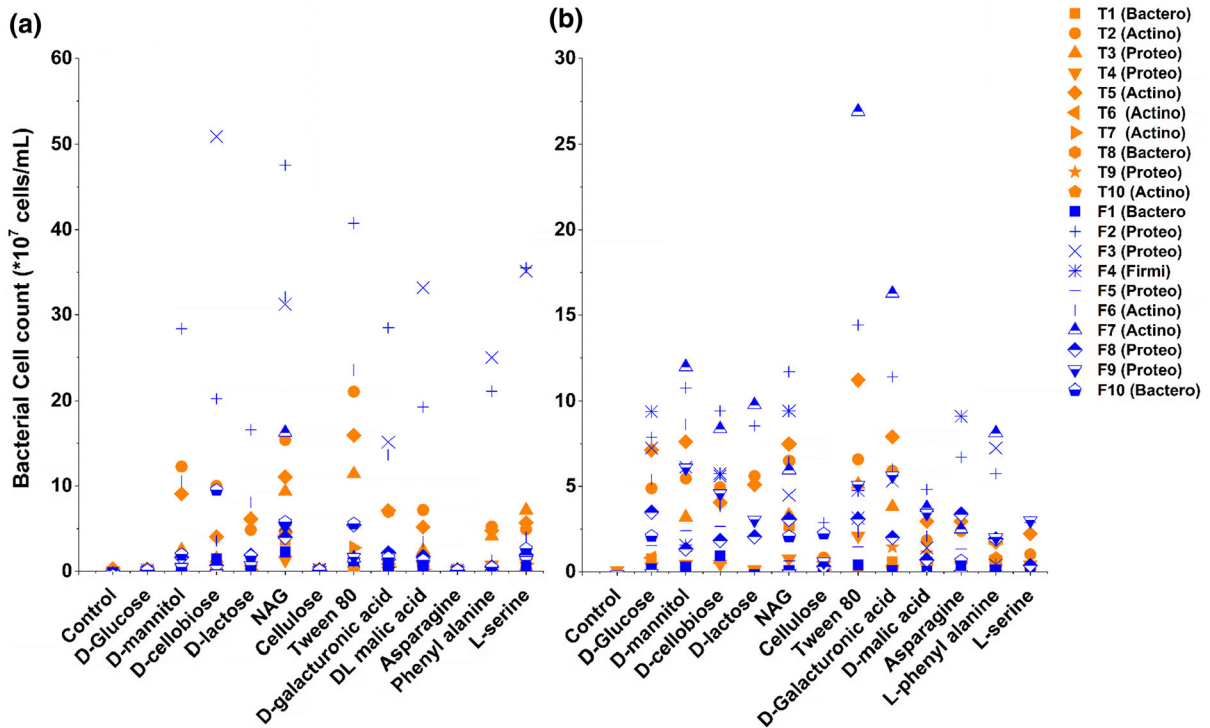 (a)
Bacterial Cell count (*10^7 cells/mL)
60
50
40
30
20
10
0
Control
D-Glucose
D-mannitol
D-cellobiose
D-lactose
NAG
Cellulose
Tween 80
D-galacturonic acid
DL malic acid
Asparagine
Phenyl alanine
L-serine
(b)
30
25
20
15
10
5
0
Control
D-Glucose
D-mannitol
D-cellobiose
D-lactose
NAG
Cellulose
Tween 80
D-Galacturonic acid
D-malic acid
Asparagine
L-phenyl alanine
L-serine
T1 (Bactero)
T2 (Actino)
T3 (Proteo)
T4 (Proteo)
T5 (Actino)
T6 (Actino)
T7 (Actino)
T8 (Bactero)
T9 (Proteo)
T10 (Actino)
F1 (Bactero
F2 (Proteo)
F3 (Proteo)
F4 (Firmi)
F5 (Proteo)
F6 (Actino)
F7 (Actino)
F8 (Proteo)
F9 (Proteo)
F10 (Bactero)